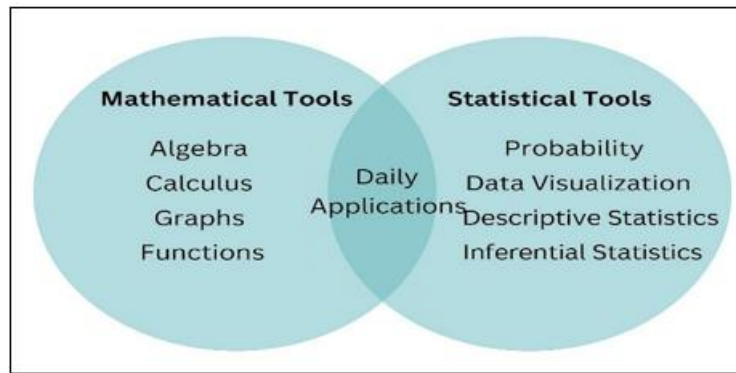 Mathematical Tools
Algebra
Calculus
Graphs
Functions
Daily
Applications
Statistical Tools
Probability
Data Visualization
Descriptive Statistics
Inferential Statistics